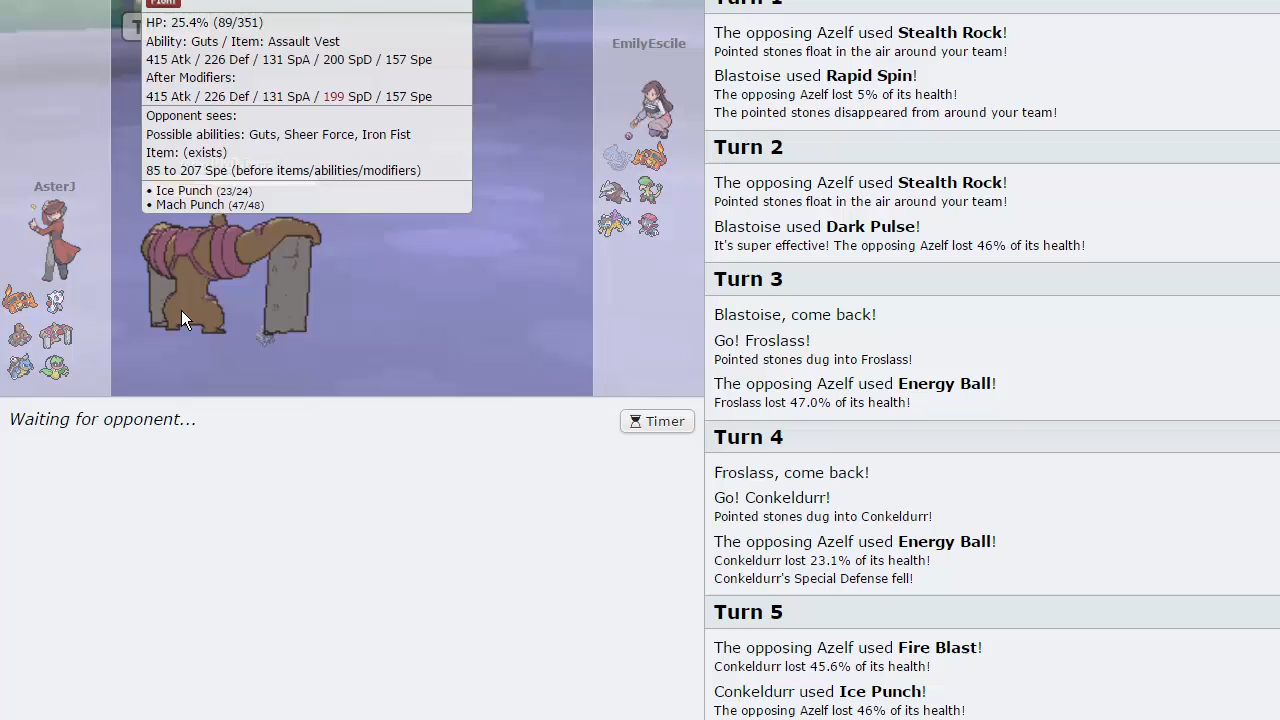 FIGHT
HP: 25.4% (89/351)
Ability: Guts / Item: Assault Vest
415 Atk / 226 Def / 131 SpA / 200 SpD / 157 Spe
After Modifiers:
415 Atk / 226 Def / 131 SpA / 199 SpD / 157 Spe
Opponent sees:
Possible abilities: Guts, Sheer Force, Iron Fist
Item: (exists)
85 to 207 Spe (before items/abilities/modifiers)
• Ice Punch (23/24)
• Mach Punch (47/48)
AsterJ
EmilyEscile
Waiting for opponent...
Timer
Turn 1
The opposing Azelf used Stealth Rock!
Pointed stones float in the air around your team!
Blastoise used Rapid Spin!
The opposing Azelf lost 5% of its health!
The pointed stones disappeared from around your team!
Turn 2
The opposing Azelf used Stealth Rock!
Pointed stones float in the air around your team!
Blastoise used Dark Pulse!
It's super effective! The opposing Azelf lost 46% of its health!
Turn 3
Blastoise, come back!
Go! Froslass!
Pointed stones dug into Froslass!
The opposing Azelf used Energy Ball!
Froslass lost 47.0% of its health!
Turn 4
Froslass, come back!
Go! Conkeldurr!
Pointed stones dug into Conkeldurr!
The opposing Azelf used Energy Ball!
Conkeldurr lost 23.1% of its health!
Conkeldurr's Special Defense fell!
Turn 5
The opposing Azelf used Fire Blast!
Conkeldurr lost 45.6% of its health!
Conkeldurr used Ice Punch!
The opposing Azelf lost 46% of its health!